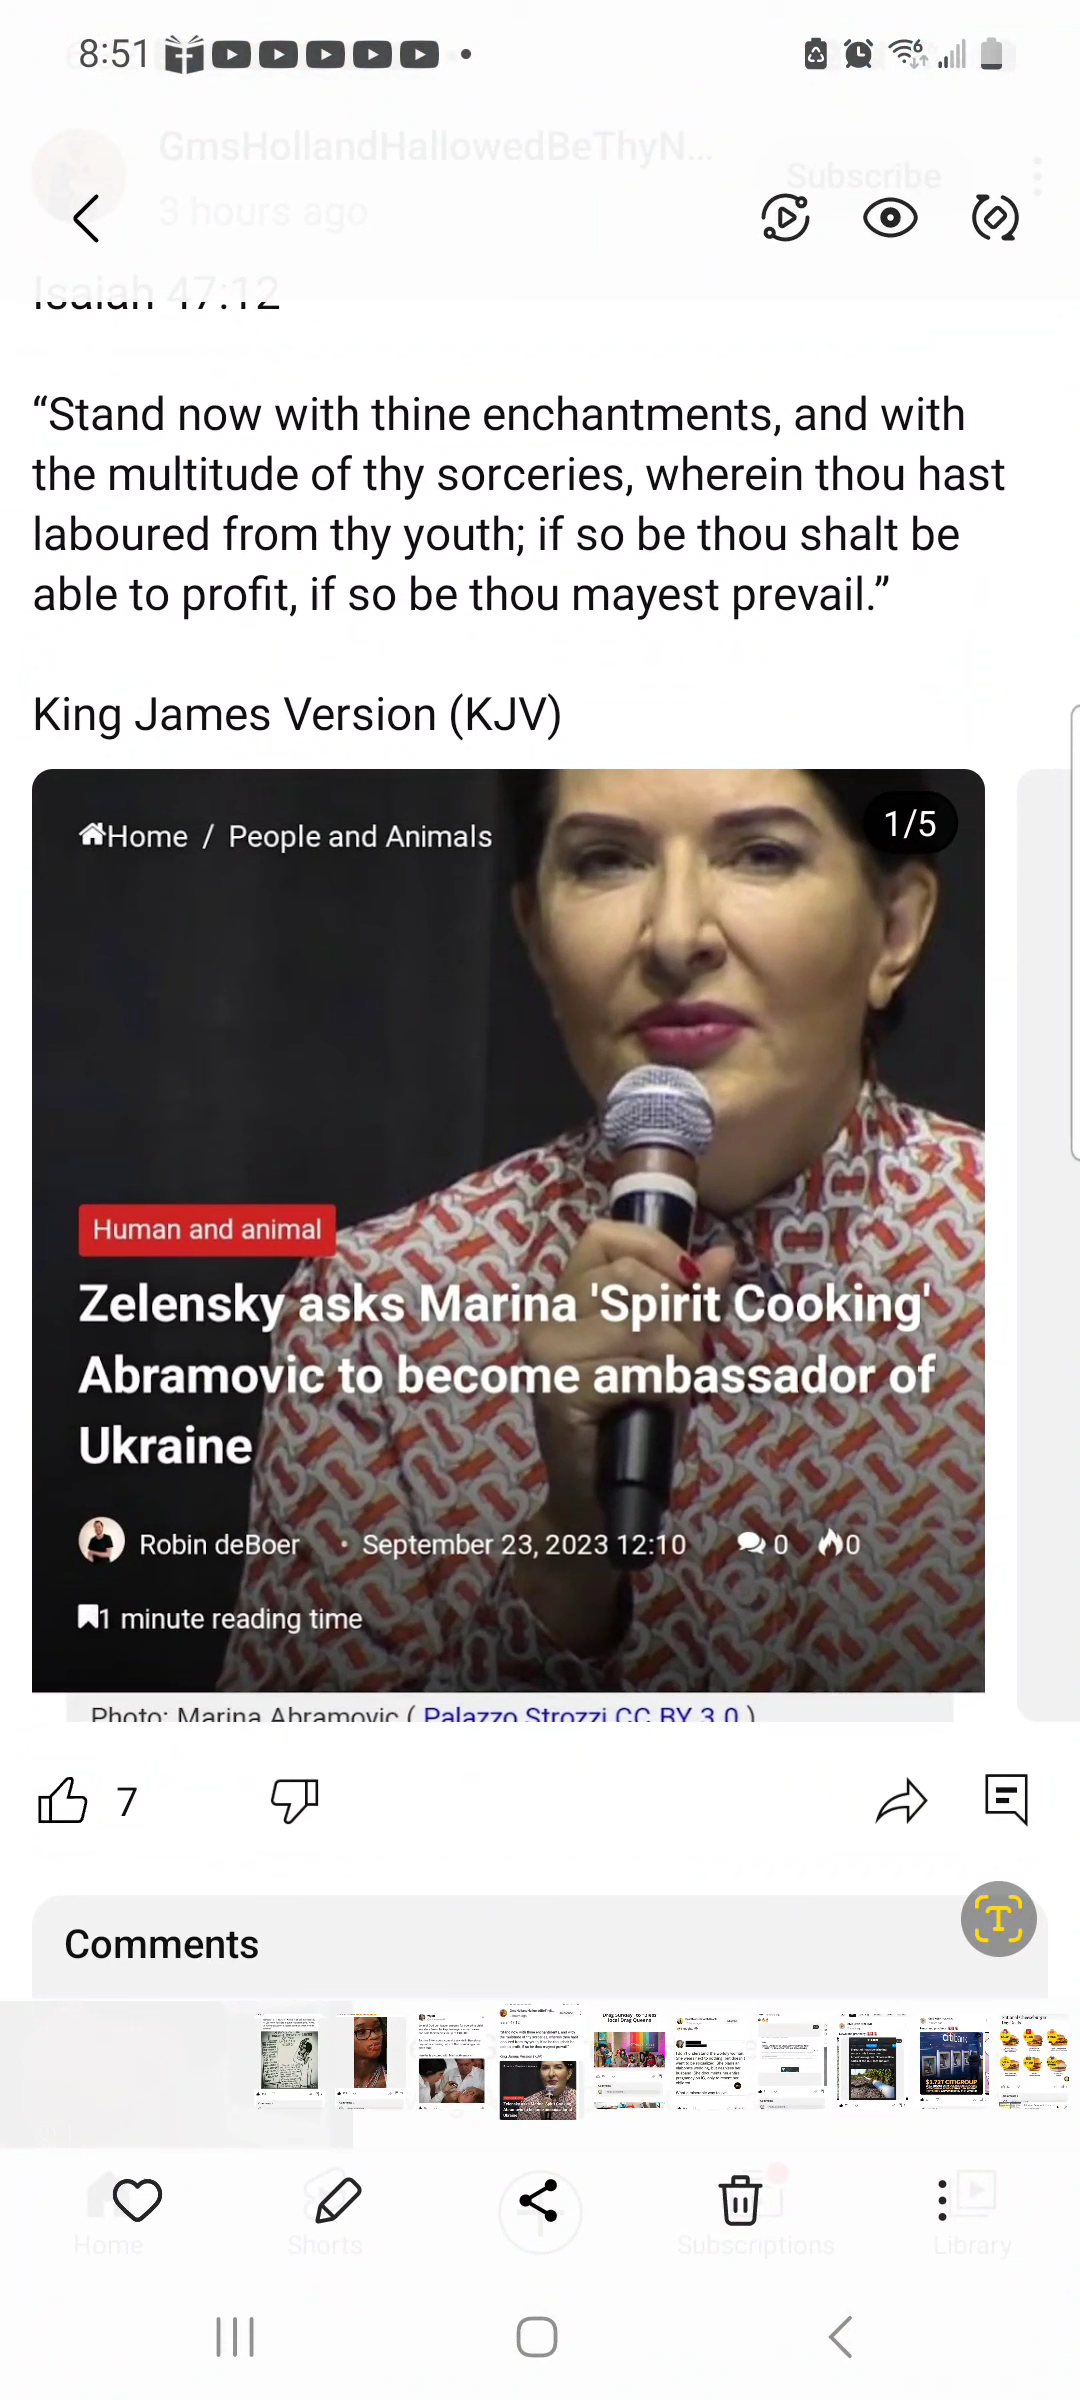 8:51
GmsHollandHallowedBeThyN...
Subscribe
3 hours ago
Isaiah 47:12
“Stand now with thine enchantments, and with
the multitude of thy sorceries, wherein thou hast
laboured from thy youth; if so be thou shalt be
able to profit, if so be thou mayest prevail.”
King James Version (KJV)
Home / People and Animals
1/5
Human and animal
Zelensky asks Marina 'Spirit Cooking'
Abramovic to become ambassador of
Ukraine
Robin deBoer • September 23, 2023 12:10 0 0
1 minute reading time
Photo: Marina Abramovic ( Palazzo Strozzi CC BY 3.0 )
7
T
Comments
citibank
Home
Shorts
Subscriptions
Library